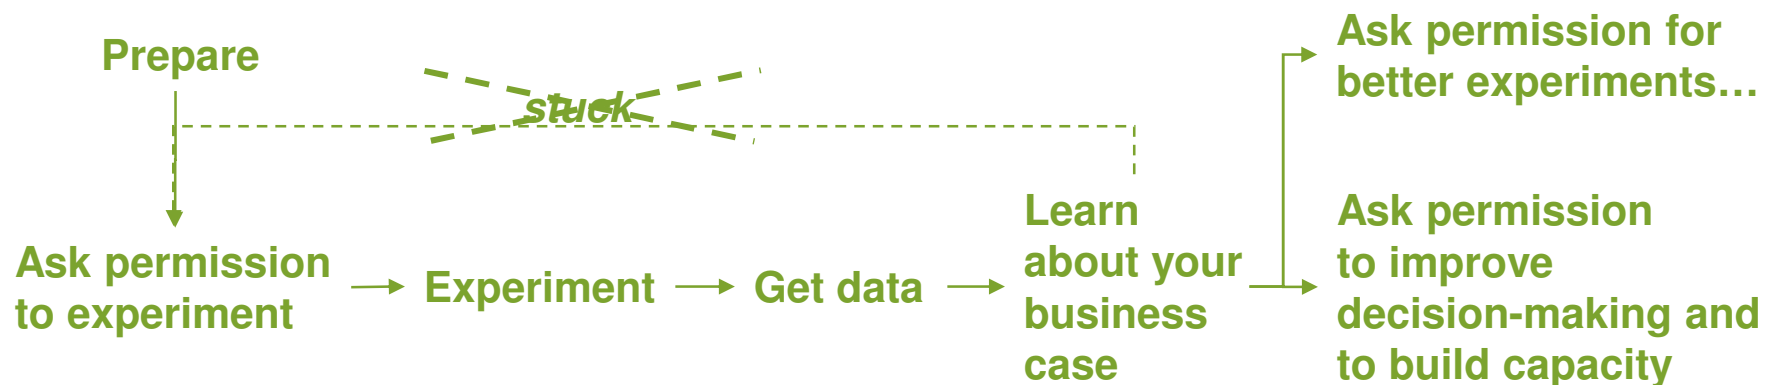 Prepare
stuck
Ask permission
to experiment
Experiment
Get data
Learn
about your
business
case
Ask permission for
better experiments…
Ask permission
to improve
decision-making and
to build capacity